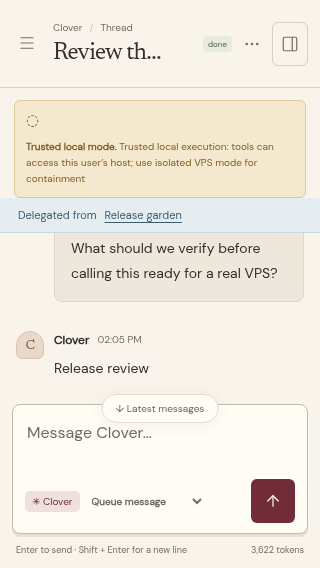 Clover / Thread
Review th...
done
Trusted local mode. Trusted local execution: tools can
access this user's host; use isolated VPS mode for
containment
Delegated from Release garden
What should we verify before
calling this ready for a real VPS?
C
Clover 02:05 PM
Release review
↓ Latest messages
Message Clover...
✳ Clover
Queue message
Enter to send · Shift + Enter for a new line
3,622 tokens